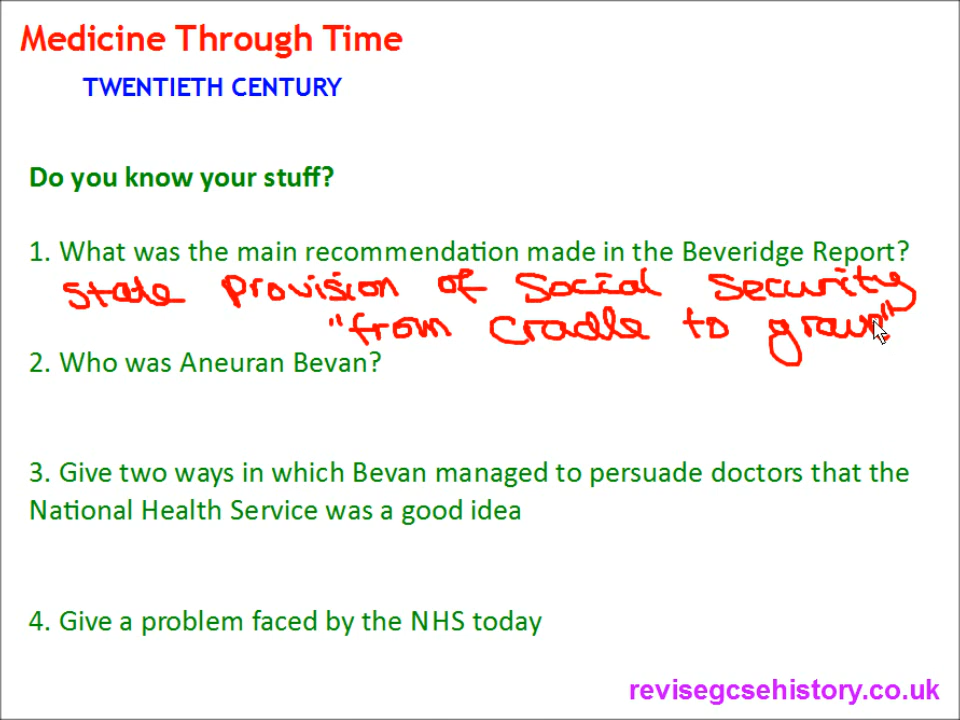 Medicine Through Time
TWENTIETH CENTURY
Do you know your stuff?
1. What was the main recommendation made in the Beveridge Report?
State provision of Social Security
"from cradle to grave"
2. Who was Aneuran Bevan?
3. Give two ways in which Bevan managed to persuade doctors that the
National Health Service was a good idea
4. Give a problem faced by the NHS today
revisegcsehistory.co.uk